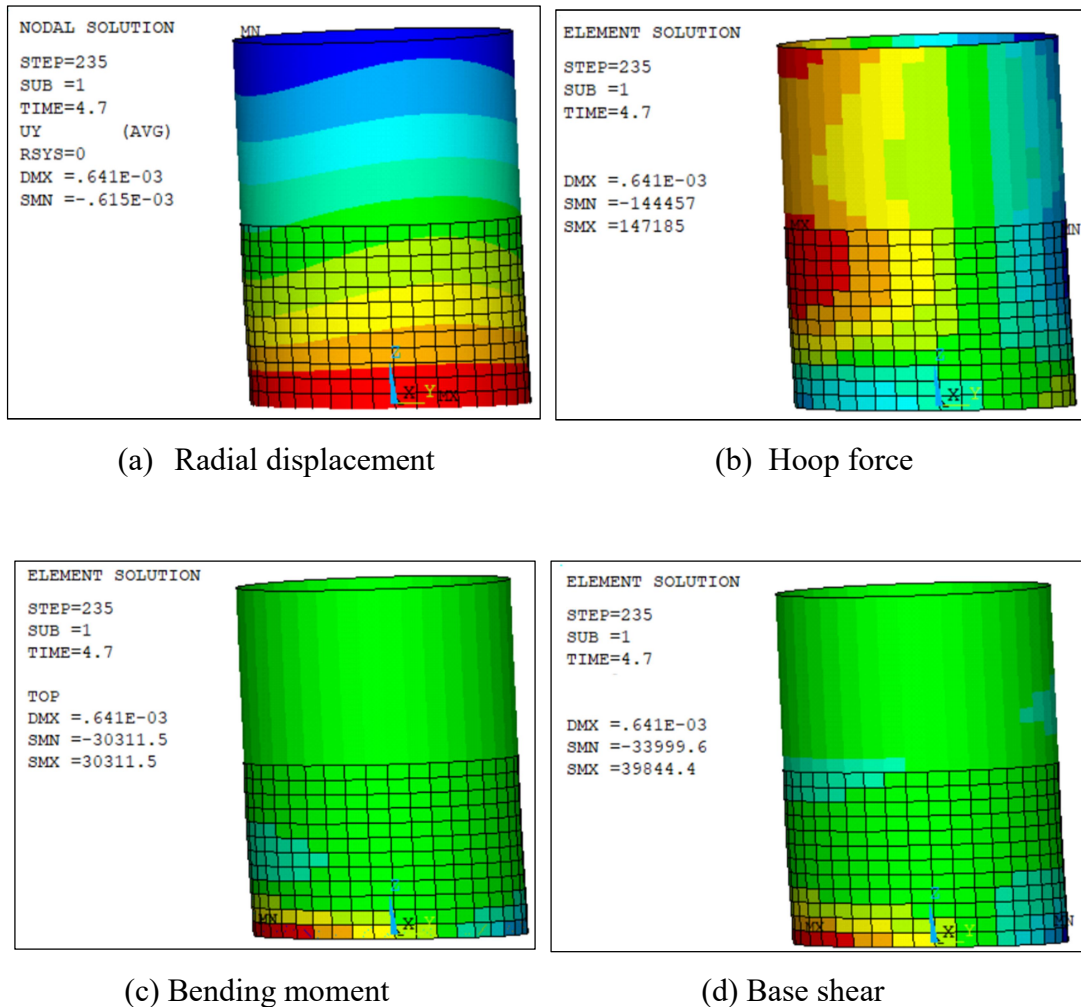 NODAL SOLUTION
STEP=235
SUB =1
TIME=4.7
UY (AVG)
RSYS=0
DMX =.641E-03
SMN =-.615E-03
MN
Z
X Y MX
ELEMENT SOLUTION
STEP=235
SUB =1
TIME=4.7
DMX =.641E-03
SMN =-144457
SMX =147185
MX
MN
Z
X Y
(a) Radial displacement
(b) Hoop force
ELEMENT SOLUTION
STEP=235
SUB =1
TIME=4.7
TOP
DMX =.641E-03
SMN =-30311.5
SMX =30311.5
Z
MN
X
Y
ELEMENT SOLUTION
STEP=235
SUB =1
TIME=4.7
DMX =.641E-03
SMN =-33999.6
SMX =39844.4
Z
MX
MN
X Y
(c) Bending moment
(d) Base shear